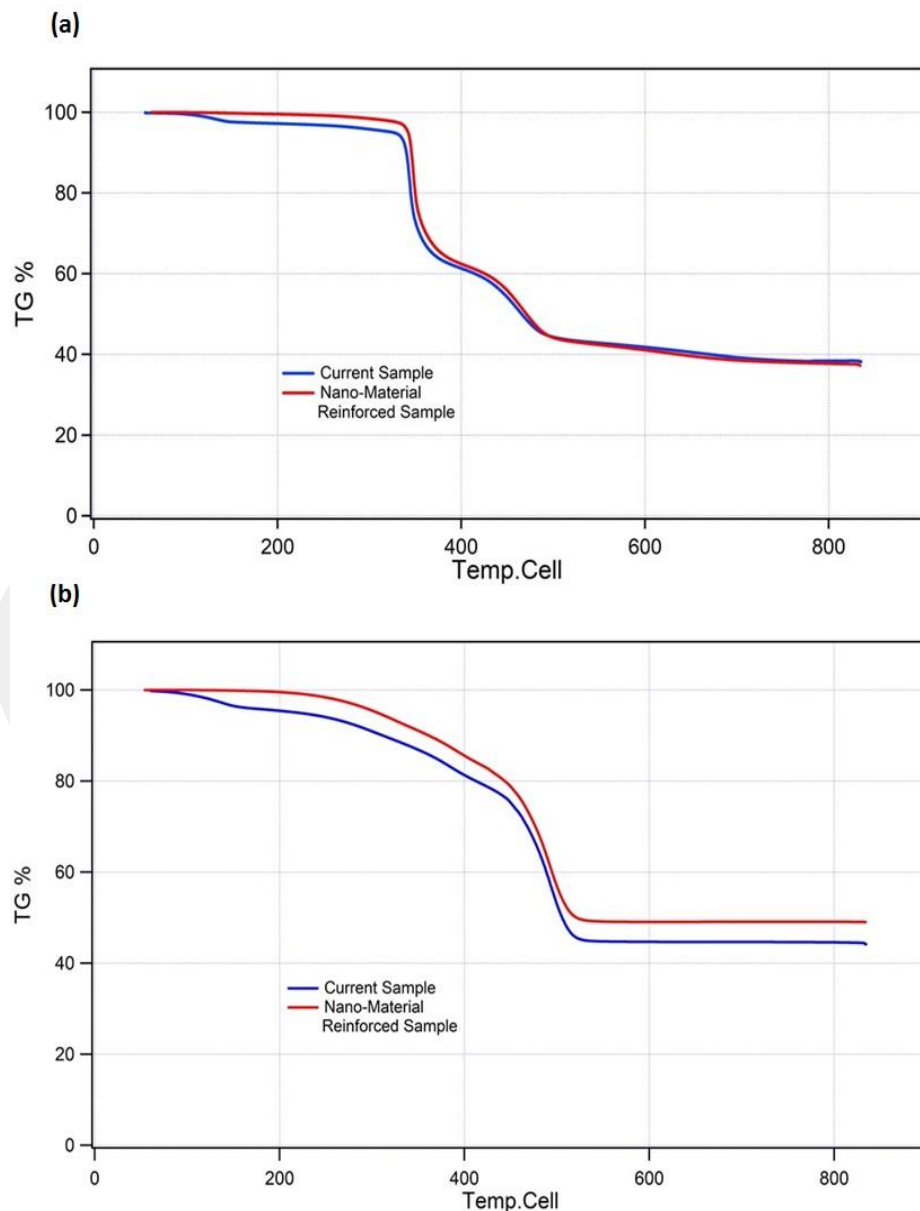 (a)
100
80
60
40
20
0
TG %
Current Sample
Nano-Material
Reinforced Sample
0 200 400 600 800
Temp.Cell
(b)
100
80
60
40
20
0
TG %
Current Sample
Nano-Material
Reinforced Sample
0 200 400 600 800
Temp.Cell